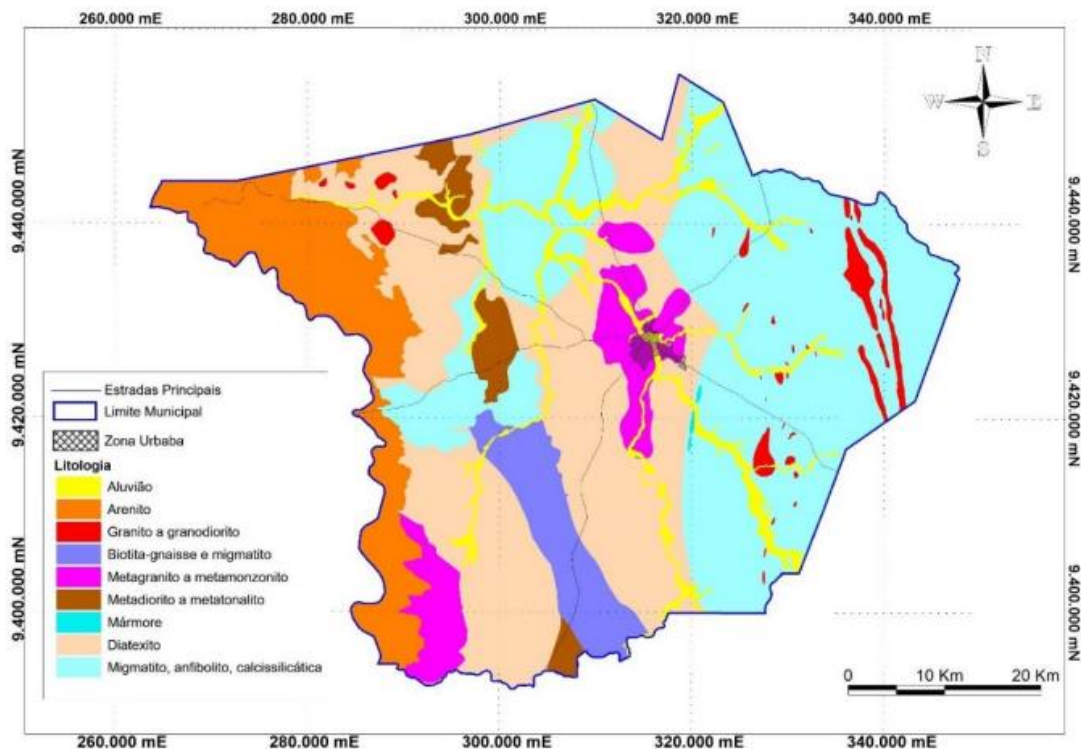 260.000 mE 280.000 mE 300.000 mE 320.000 mE 340.000 mE
N
W E
S
9.440.000 mN 9.440.000 mN
9.420.000 mN 9.420.000 mN
9.400.000 mN 9.400.000 mN
Estradas Principais
Limite Municipal
Zona Urbaba
Litologia
Aluvião
Arenito
Granito a granodiorito
Biotita-gnaisse e migmatito
Metagranito a metamonzonito
Metadiorito a metatonalito
Mármore
Diatexito
Migmatito, anfibolito, calcissilicática
0 10 Km 20 Km
260.000 mE 280.000 mE 300.000 mE 320.000 mE 340.000 mE